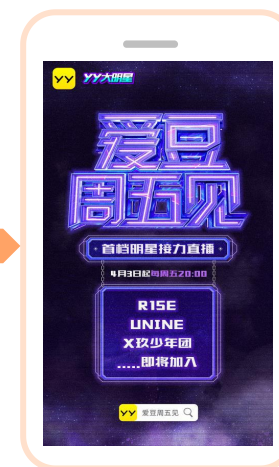 YY YY大明星
爱豆
周五见
·首档明星接力直播·
4月3日起每周五20:00
R1SE
UNINE
X玖少年团
.....即将加入
YY 爱豆周五见